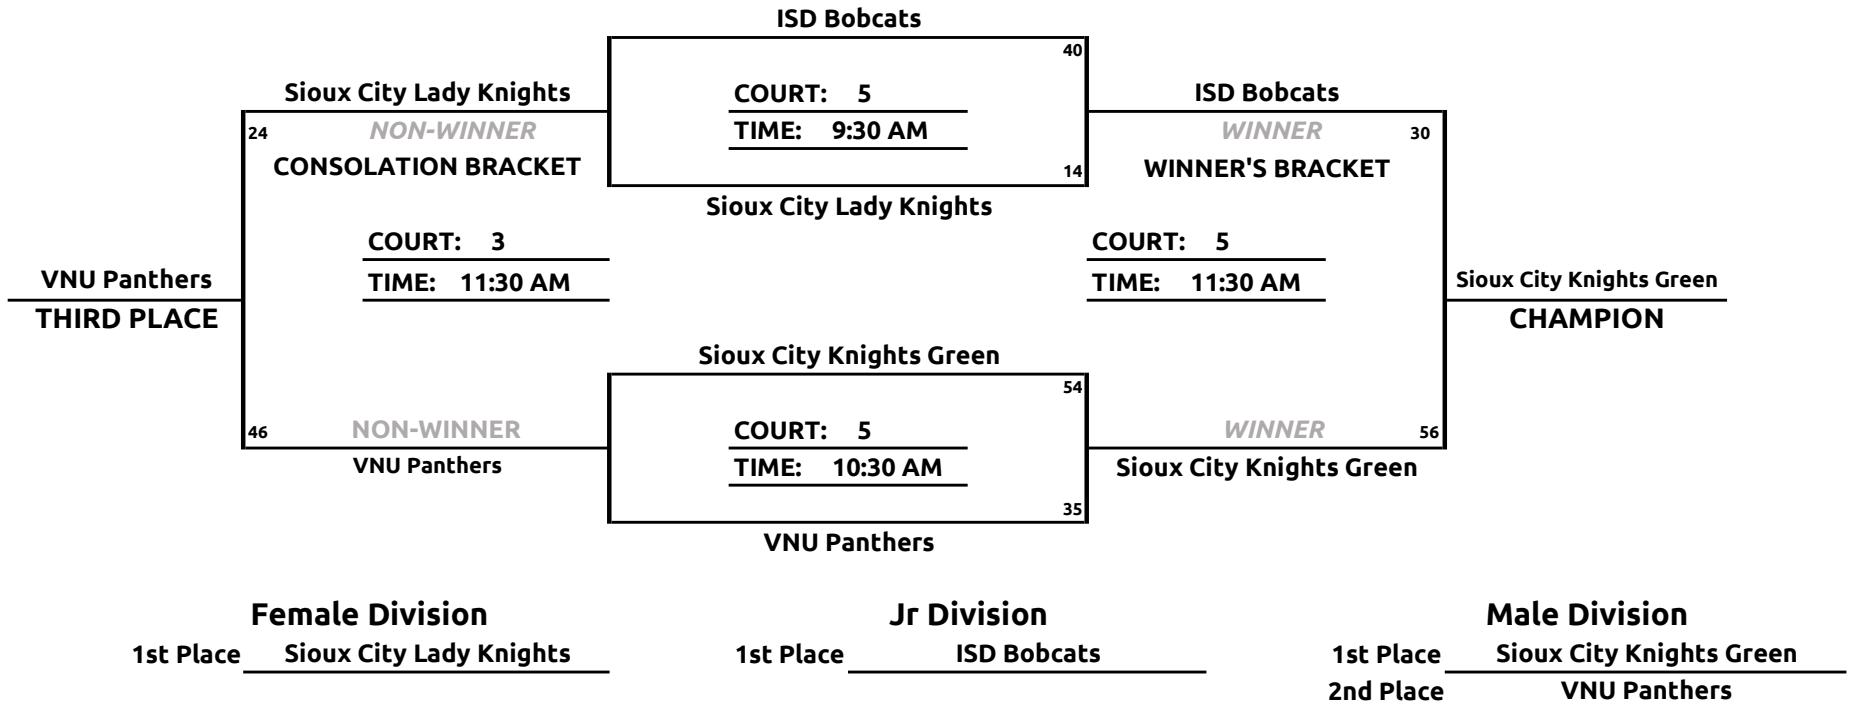 ISD Bobcats
40
Sioux City Lady Knights
COURT: 5
ISD Bobcats
24
NON-WINNER
TIME: 9:30 AM
WINNER
30
CONSOLATION BRACKET
14
WINNER'S BRACKET
Sioux City Lady Knights
COURT: 3
COURT: 5
VNU Panthers
TIME: 11:30 AM
TIME: 11:30 AM
Sioux City Knights Green
THIRD PLACE
CHAMPION
Sioux City Knights Green
54
46
NON-WINNER
COURT: 5
WINNER
56
VNU Panthers
TIME: 10:30 AM
Sioux City Knights Green
35
VNU Panthers
Female Division
Jr Division
Male Division
1st Place Sioux City Lady Knights
1st Place ISD Bobcats
1st Place Sioux City Knights Green
2nd Place VNU Panthers